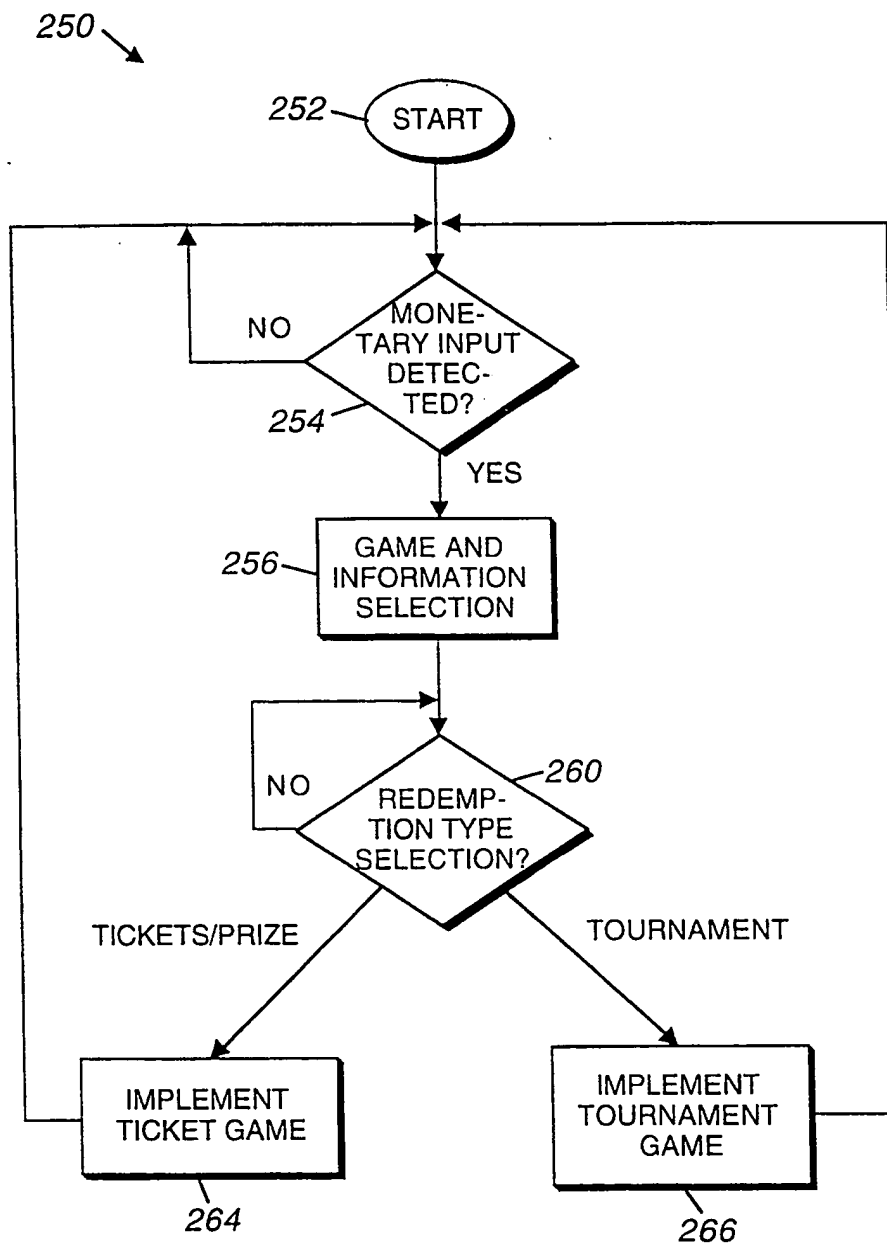 250
252
START
NO
MONE-
TARY INPUT
DETEC-
TED?
254
YES
256
GAME AND
INFORMATION
SELECTION
NO
260
REDEMP-
TION TYPE
SELECTION?
TICKETS/PRIZE
TOURNAMENT
IMPLEMENT
TICKET GAME
264
IMPLEMENT
TOURNAMENT
GAME
266